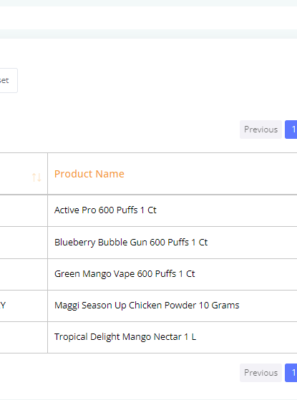 set
Previous 1
Product Name
Active Pro 600 Puffs 1 Ct
Blueberry Bubble Gun 600 Puffs 1 Ct
Green Mango Vape 600 Puffs 1 Ct
Y Maggi Season Up Chicken Powder 10 Grams
Tropical Delight Mango Nectar 1 L
Previous 1